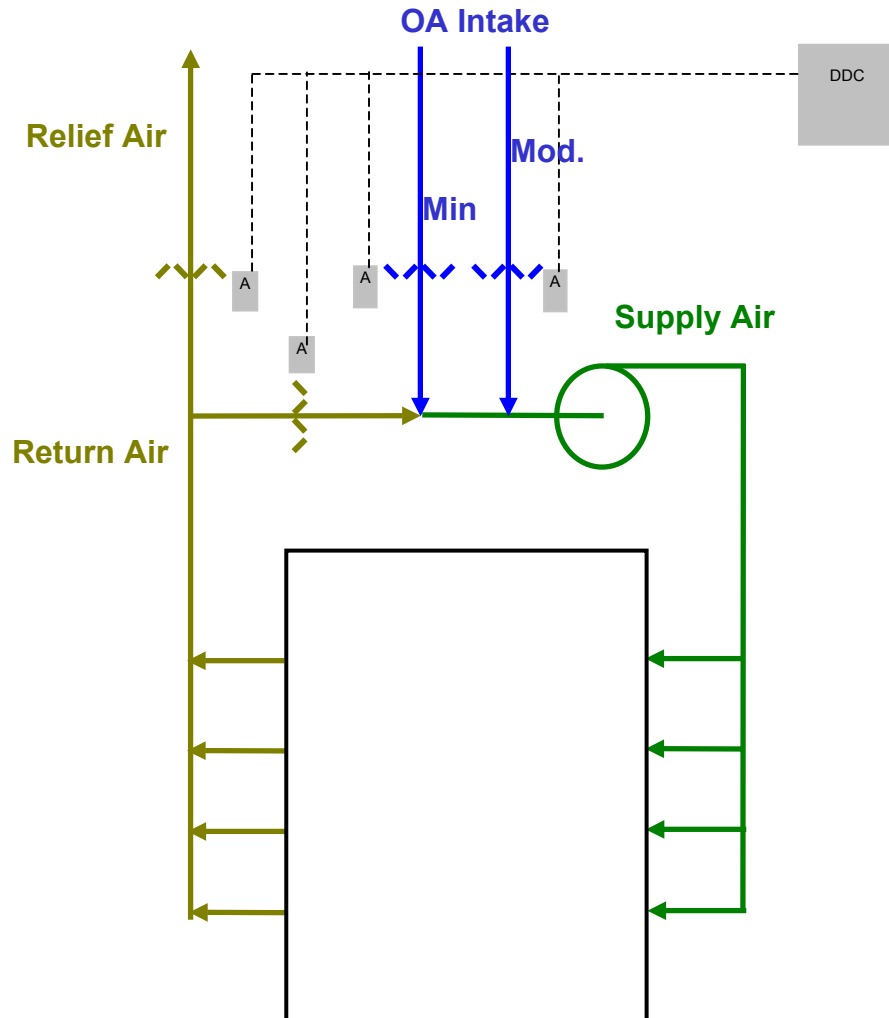 OA Intake
DDC
Relief Air
Mod.
Min
A
A
A
A
Supply Air
Return Air